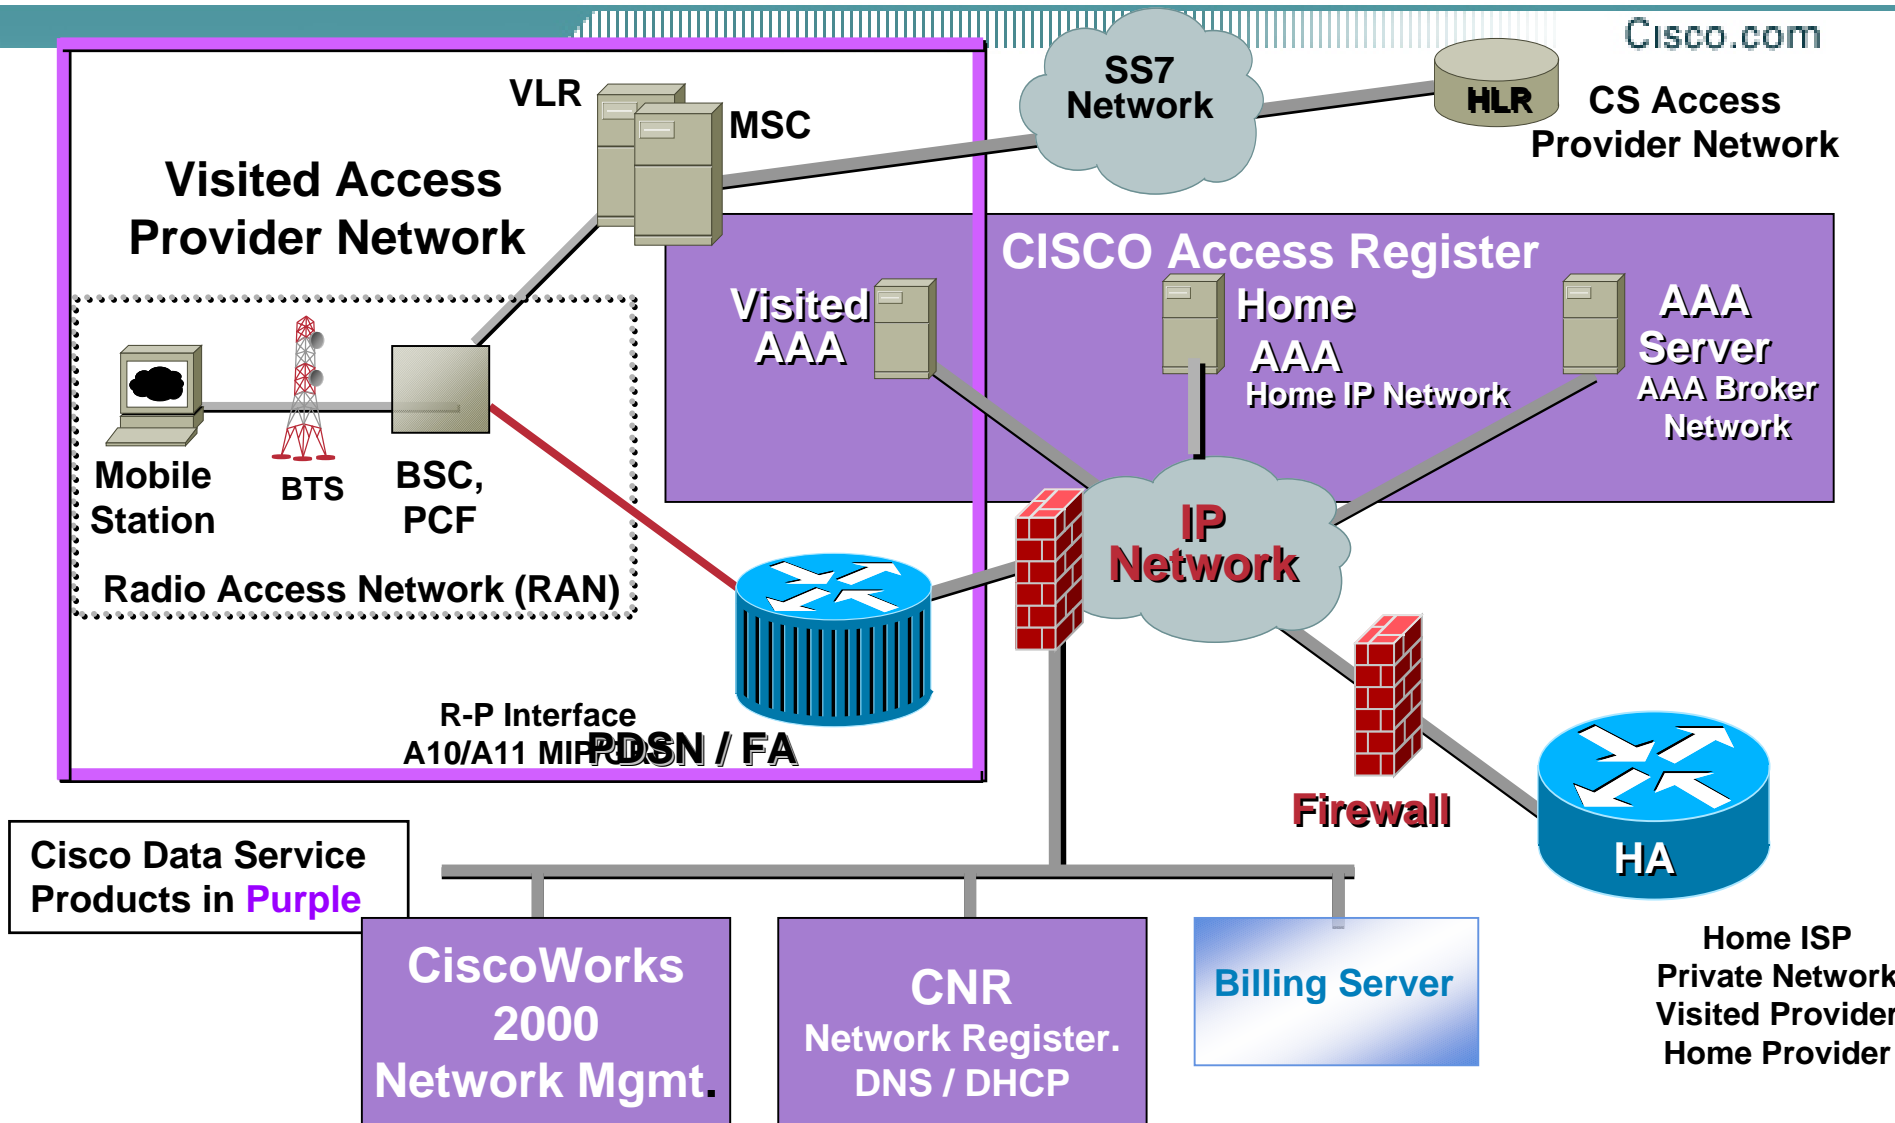 Cisco.com
VLR
MSC
SS7
Network
HLR
CS Access
Provider Network
Visited Access
Provider Network
CISCO Access Register
Visited
AAA
Home
AAA
Home IP Network
AAA
Server
AAA Broker
Network
Mobile
Station
BTS
BSC,
PCF
Radio Access Network (RAN)
IP
Network
R-P Interface
A10/A11
PDSN / FA
Firewall
HA
Cisco Data Service
Products in Purple
CiscoWorks
2000
Network Mgmt.
CNR
Network Register.
DNS / DHCP
Billing Server
Home ISP
Private Network
Visited Provider
Home Provider